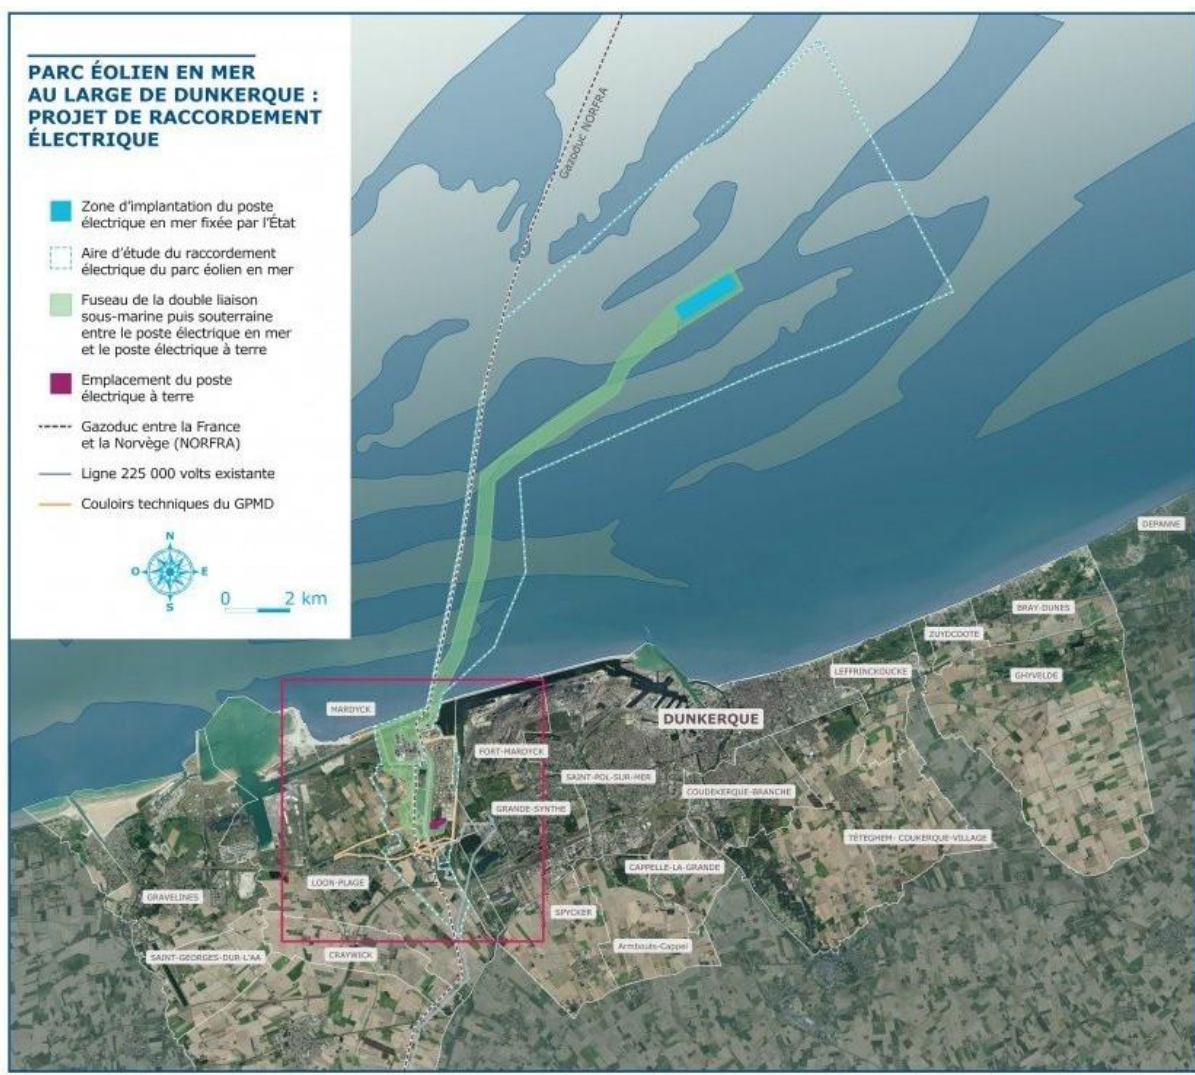 PARC ÉOLIEN EN MER
AU LARGE DE DUNKERQUE :
PROJET DE RACCORDEMENT
ÉLECTRIQUE
Zone d'implantation du poste
électrique en mer fixée par l'État
Aire d'étude du raccordement
électrique du parc éolien en mer
Fuseau de la double liaison
sous-marine puis souterraine
entre le poste électrique en mer
et le poste électrique à terre
Emplacement du poste
électrique à terre
Gazoduc entre la France
et la Norvège (NORFRA)
Ligne 225 000 volts existante
Couloirs techniques du GPMD
N
O
E
S
0
2 km
Gazoduc NORFRA
DEPANNE
BRAY-DUNES
ZUYDCOOTE
LEFFRINCKOUCKE
GHYVELDE
MARDYCK
DUNKERQUE
FORT-MARDYCK
SAINT-POL-SUR-MER
COUDEKERQUE-BRANCHE
GRANDE-SYNTHE
TÉTEGHEM- COUKERQUE-VILLAGE
CAPPELLE-LA-GRANDE
LOON-PLAGE
GRAVELINES
SPYCKER
Armbouts-Cappel
SAINT-GEORGES-DUR-L'AA
CRAYWICK